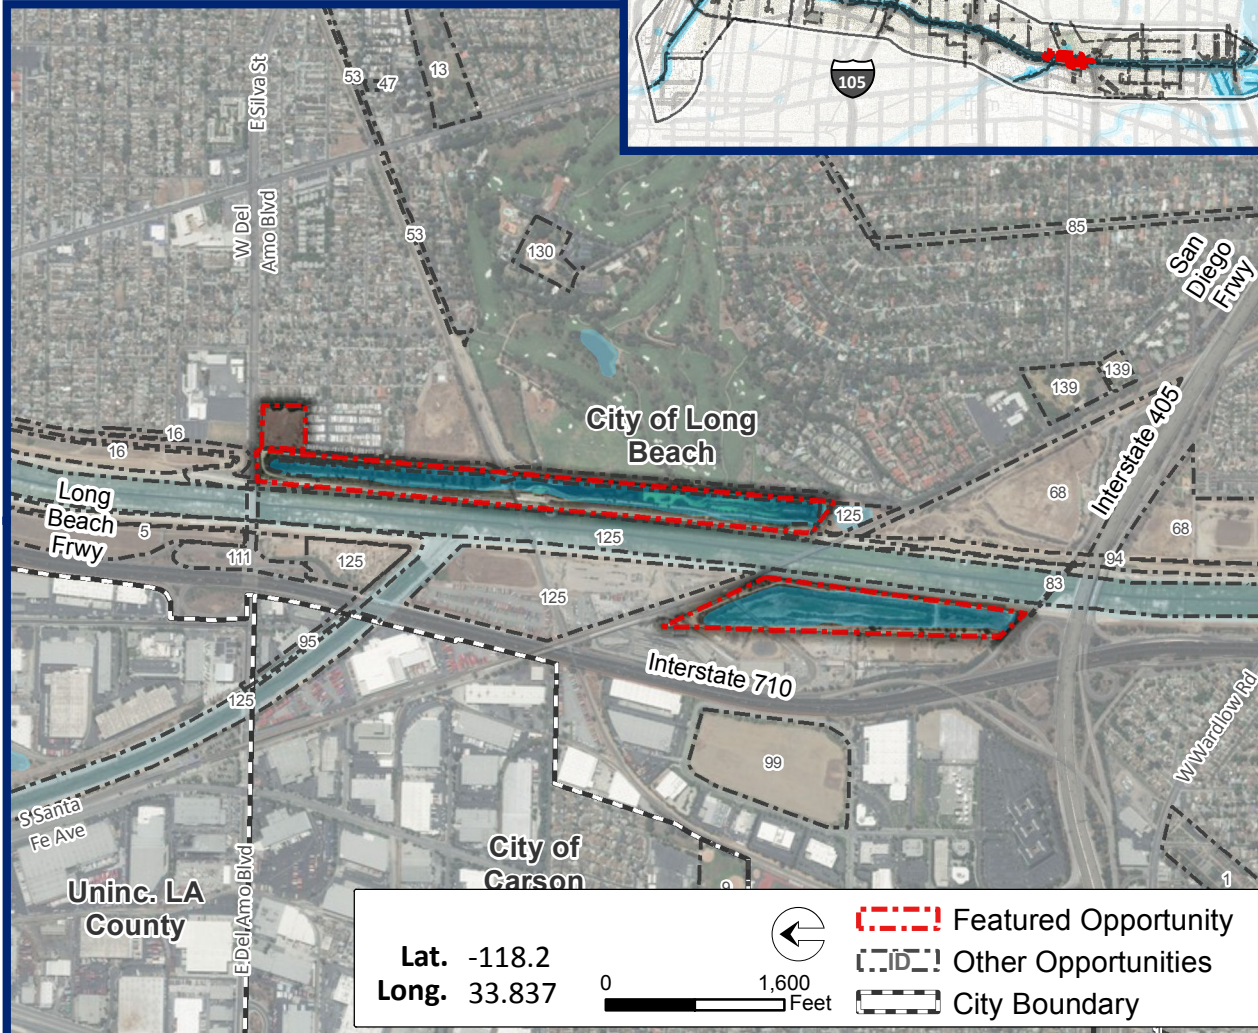 105
13
53
47
E Silva St
W Del
Amo Blvd
53
130
85
San
Diego
Frwy
139
139
Interstate 405
City of Long
Beach
16
16
Long
Beach
Frwy
5
111
125
125
125
125
68
68
94
83
95
125
Interstate 710
99
W Wardlow Rd
S Santa
Fe Ave
E Del Amo Blvd
Uninc. LA
County
City of
Carson
9
1
Lat. -118.2
Long. 33.837
0 1,600
Feet
Featured Opportunity
ID Other Opportunities
City Boundary